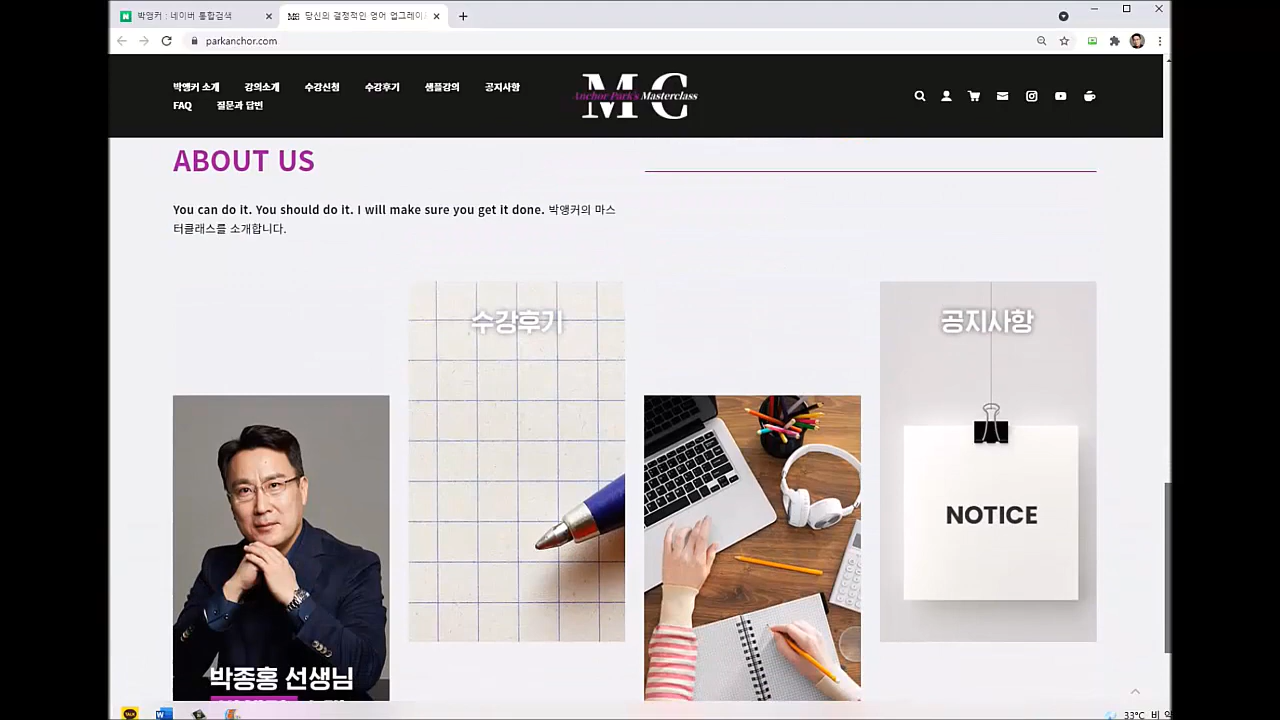 박앵커 : 네이버 통합검색
당신의 결정적인 영어 업그레이
parkanchor.com
박앵커 소개 강의소개 수강신청 수강후기 샘플강의 공지사항
FAQ 질문과 답변
MC
Anchor Park's Masterclass
ABOUT US
You can do it. You should do it. I will make sure you get it done. 박앵커의 마스
터클래스를 소개합니다.
수강후기
공지사항
NOTICE
박종홍 선생님
33°C 비